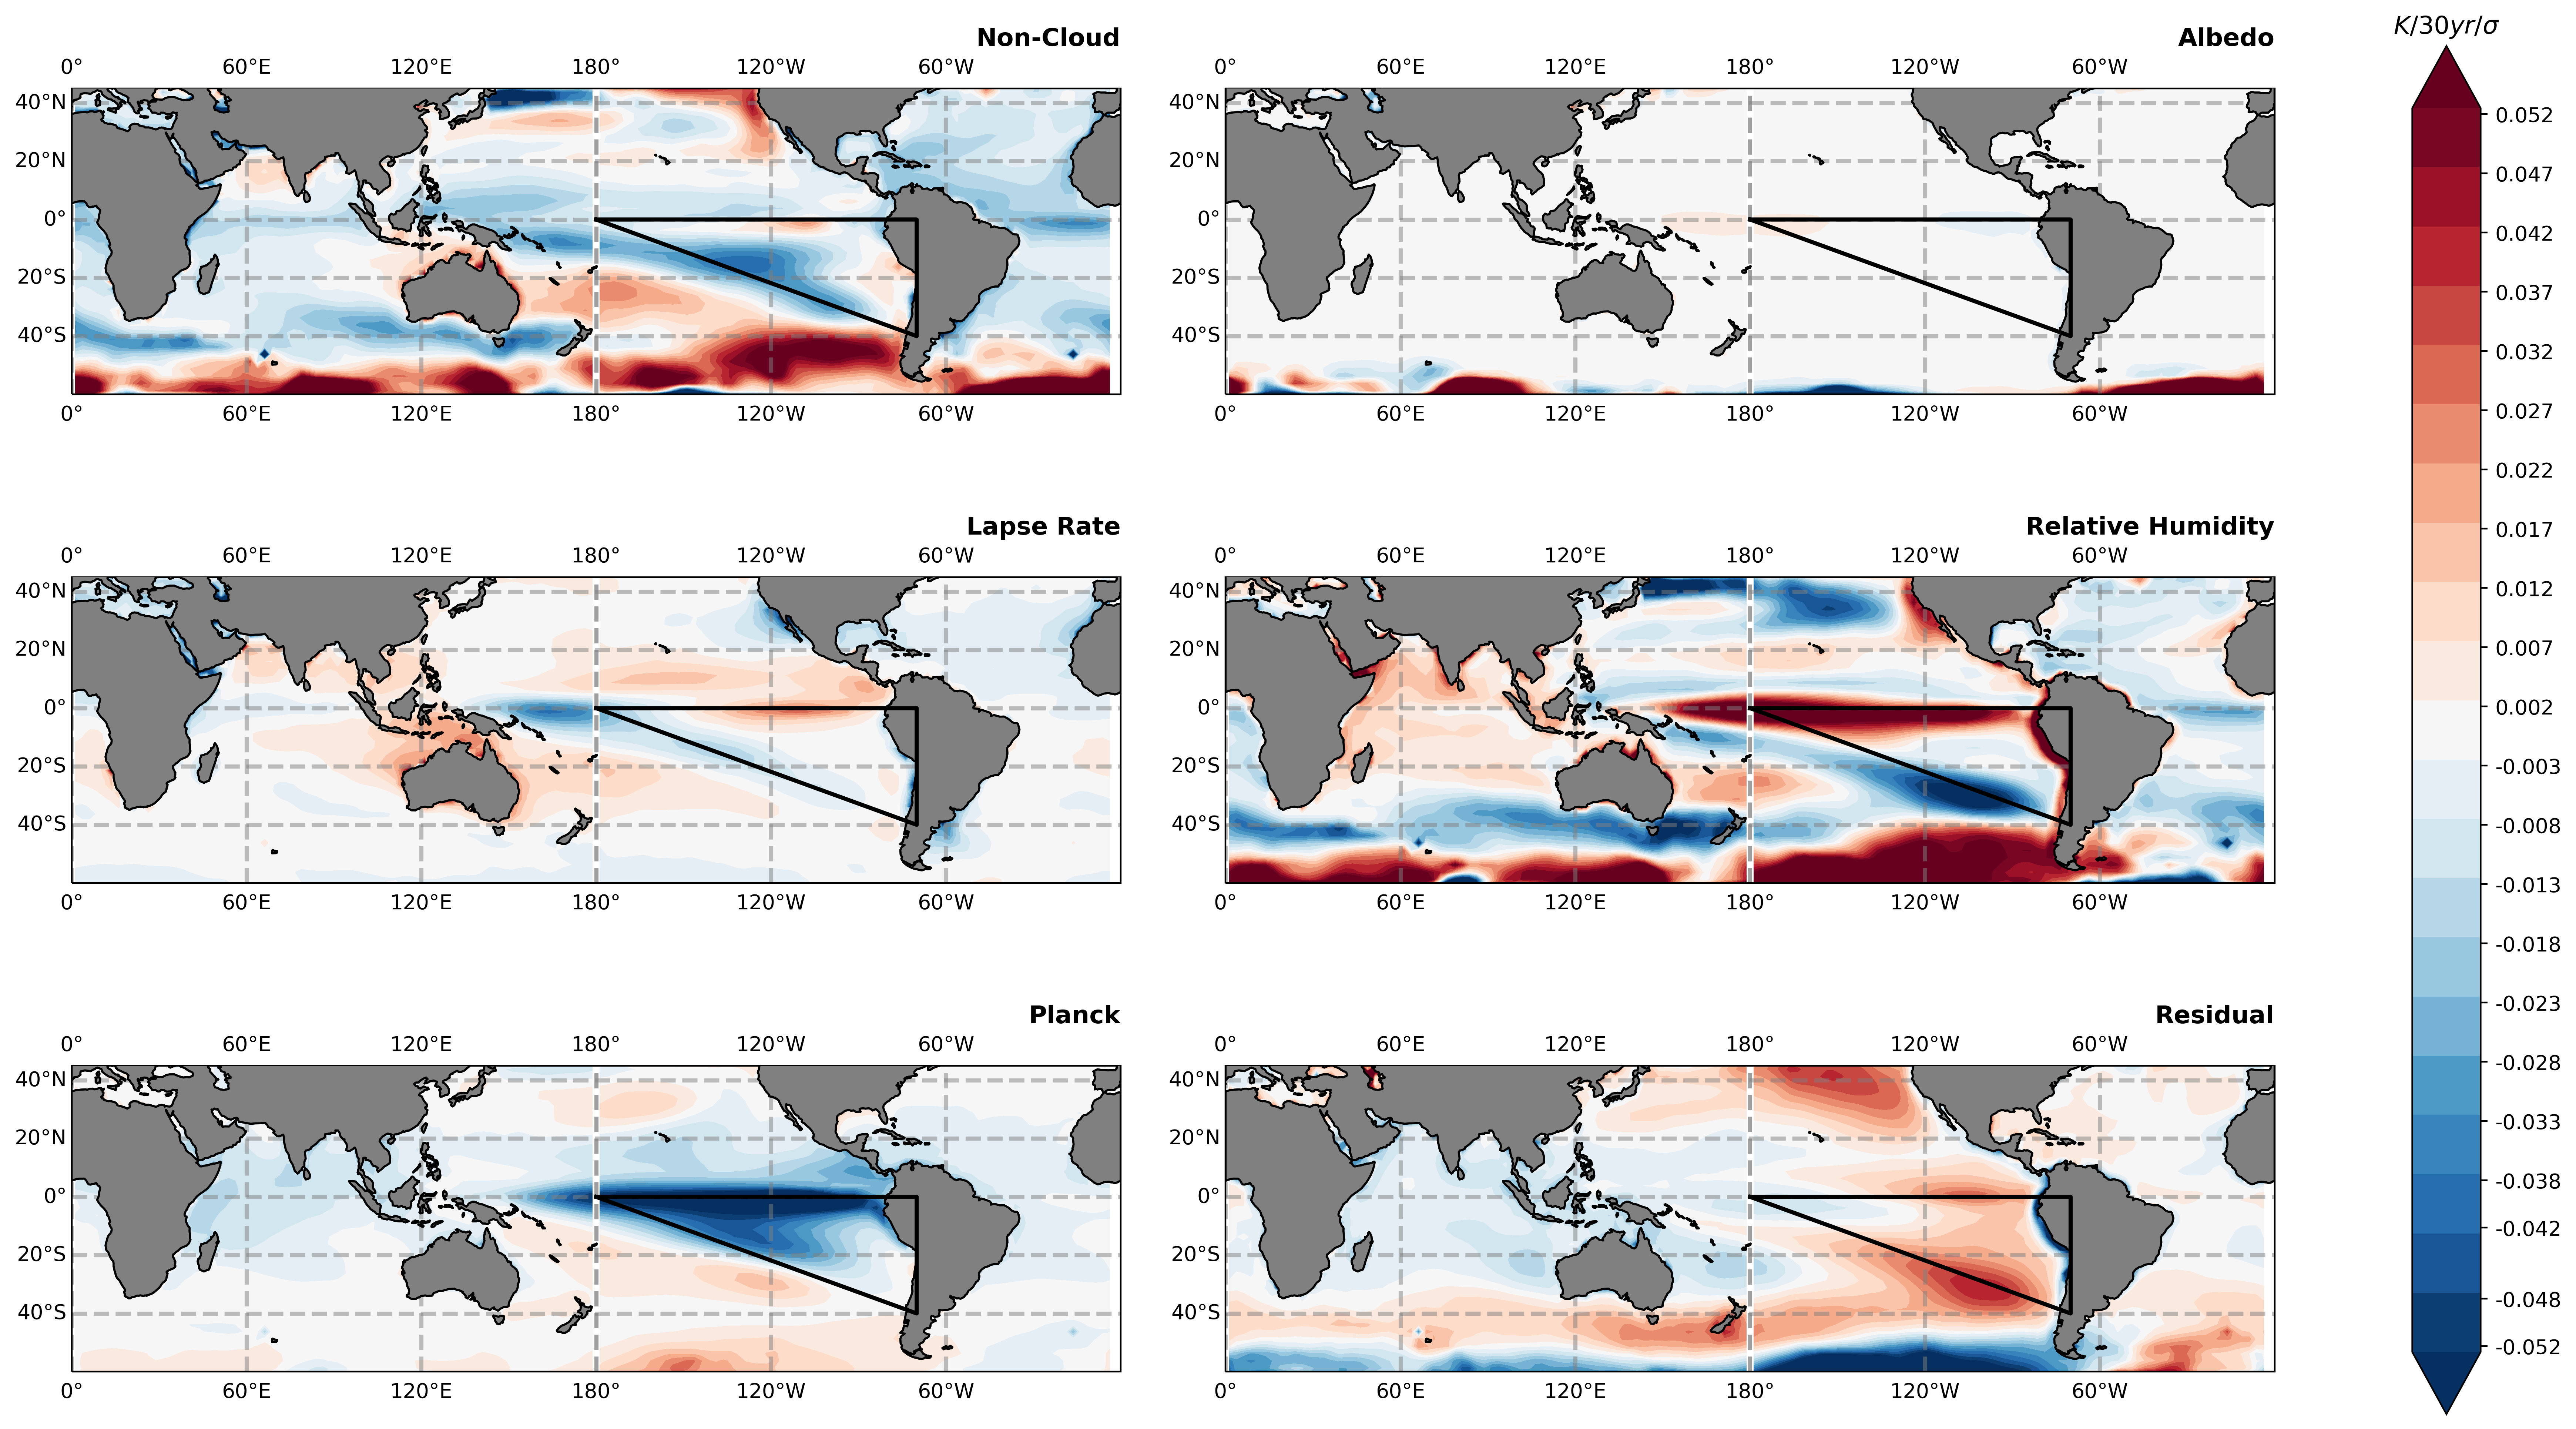 Non-Cloud
0° 60°E 120°E 180° 120°W 60°W
40°N
20°N
0°
20°S
40°S
0° 60°E 120°E 180° 120°W 60°W
Albedo
0° 60°E 120°E 180° 120°W 60°W
40°N
20°N
0°
20°S
40°S
0° 60°E 120°E 180° 120°W 60°W
Lapse Rate
0° 60°E 120°E 180° 120°W 60°W
40°N
20°N
0°
20°S
40°S
0° 60°E 120°E 180° 120°W 60°W
Relative Humidity
0° 60°E 120°E 180° 120°W 60°W
40°N
20°N
0°
20°S
40°S
0° 60°E 120°E 180° 120°W 60°W
Planck
0° 60°E 120°E 180° 120°W 60°W
40°N
20°N
0°
20°S
40°S
0° 60°E 120°E 180° 120°W 60°W
Residual
0° 60°E 120°E 180° 120°W 60°W
40°N
20°N
0°
20°S
40°S
0° 60°E 120°E 180° 120°W 60°W
K/30yr/σ
0.052
0.047
0.042
0.037
0.032
0.027
0.022
0.017
0.012
0.007
0.002
-0.003
-0.008
-0.013
-0.018
-0.023
-0.028
-0.033
-0.038
-0.042
-0.048
-0.052